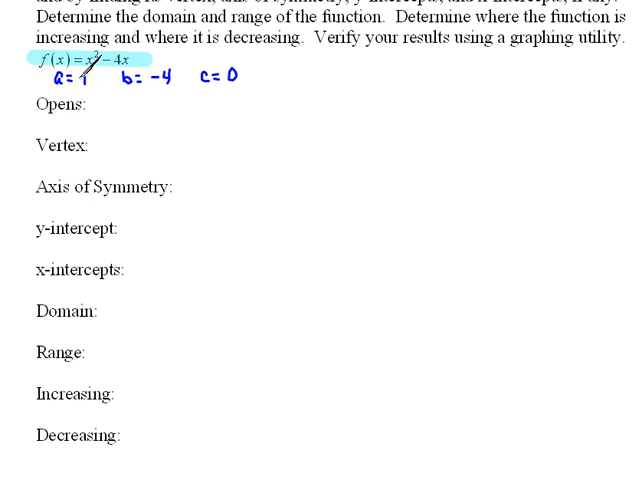 Determine the domain and range of the function. Determine where the function is
increasing and where it is decreasing. Verify your results using a graphing utility.
f(x) = x² − 4x
a = 1 b = −4 c = 0
Opens:
Vertex:
Axis of Symmetry:
y-intercept:
x-intercepts:
Domain:
Range:
Increasing:
Decreasing: